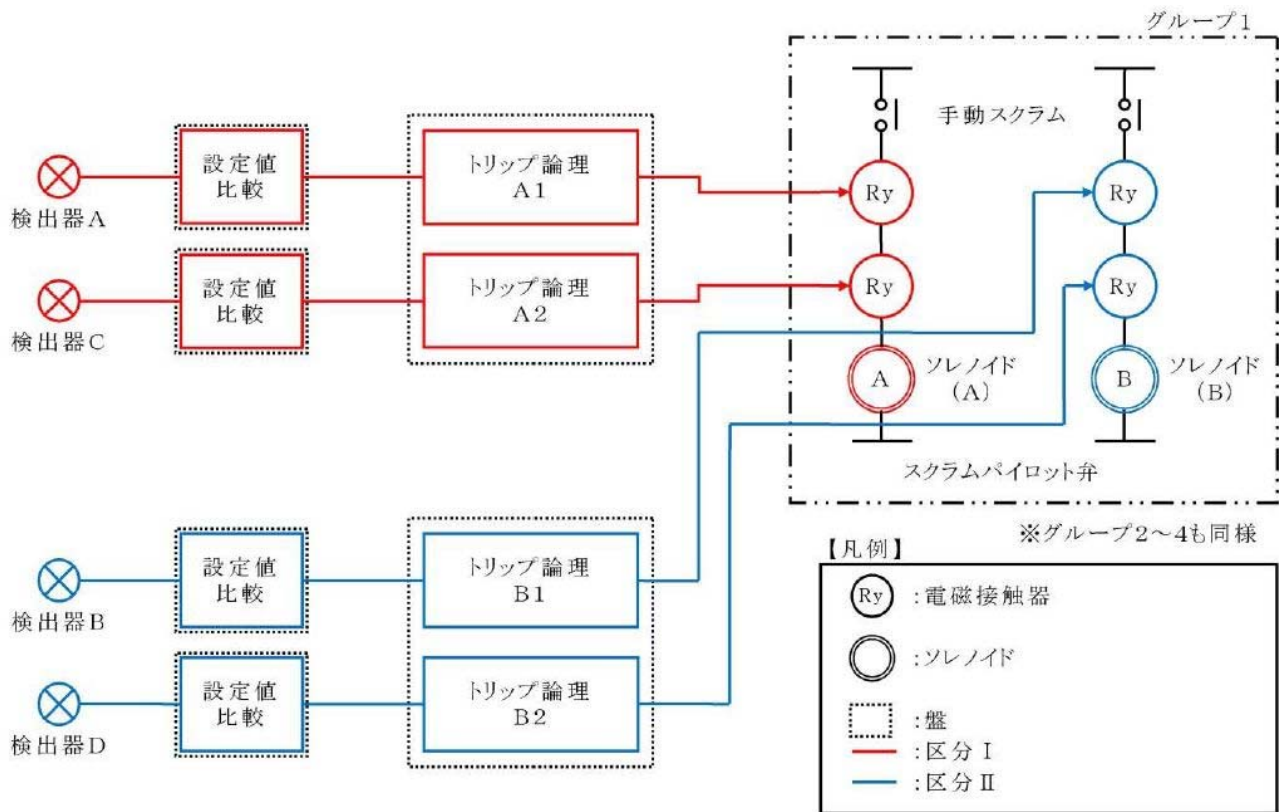 グループ1
手動スクラム
設定値
比較
トリップ論理
A1
Ry
Ry
検出器A
設定値
比較
トリップ論理
A2
Ry
Ry
検出器C
A
ソレノイド
(A)
B
ソレノイド
(B)
スクラムパイロット弁
設定値
比較
トリップ論理
B1
検出器B
設定値
比較
トリップ論理
B2
検出器D
※グループ2~4も同様
【凡例】
Ry :電磁接触器
:ソレノイド
:盤
:区分Ⅰ
:区分Ⅱ